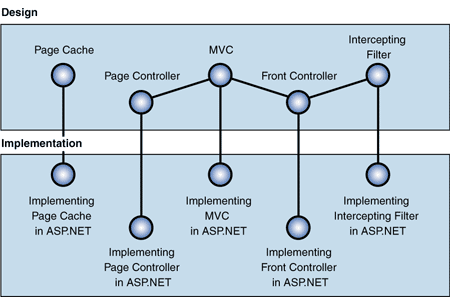 Design
Page Cache
Page Controller
MVC
Front Controller
Intercepting
Filter
Implementation
Implementing
Page Cache
in ASP.NET
Implementing
Page Controller
in ASP.NET
Implementing
MVC
in ASP.NET
Implementing
Front Controller
in ASP.NET
Implementing
Intercepting Filter
in ASP.NET